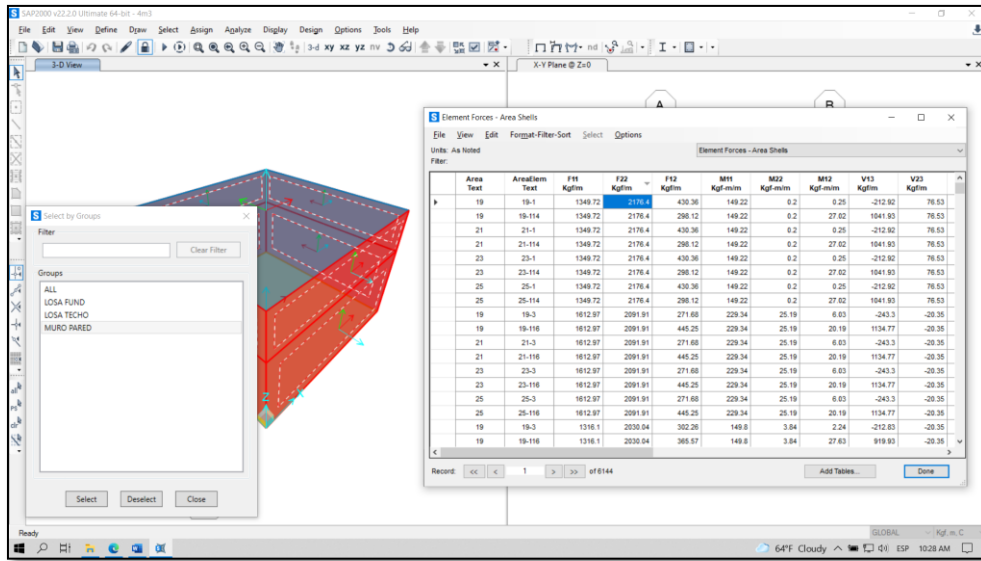 SAP2000 v22.2.0 Ultimate 64-bit - 4m3
File Edit View Define Draw Select Assign Analyze Display Design Options Tools Help
3-d xy xz yz nv nd
3-D View
X-Y Plane @ Z=0
A B
Element Forces - Area Shells
File View Edit Format-Filter-Sort Select Options
Units: As Noted
Element Forces - Area Shells
Filter:
Area AreaElem F11 F22 F12 M11 M22 M12 V13 V23
Text Text Kgf/m Kgf/m Kgf/m Kgf-m/m Kgf-m/m Kgf-m/m Kgf/m Kgf/m
19 19-1 1349.72 2176.4 430.36 149.22 0.2 0.25 -212.92 76.53
19 19-114 1349.72 2176.4 298.12 149.22 0.2 27.02 1041.93 76.53
21 21-1 1349.72 2176.4 430.36 149.22 0.2 0.25 -212.92 76.53
21 21-114 1349.72 2176.4 298.12 149.22 0.2 27.02 1041.93 76.53
23 23-1 1349.72 2176.4 430.36 149.22 0.2 0.25 -212.92 76.53
23 23-114 1349.72 2176.4 298.12 149.22 0.2 27.02 1041.93 76.53
25 25-1 1349.72 2176.4 430.36 149.22 0.2 0.25 -212.92 76.53
25 25-114 1349.72 2176.4 298.12 149.22 0.2 27.02 1041.93 76.53
19 19-3 1612.97 2091.91 271.68 229.34 25.19 6.03 -243.3 -20.35
19 19-116 1612.97 2091.91 445.25 229.34 25.19 20.19 1134.77 -20.35
21 21-3 1612.97 2091.91 271.68 229.34 25.19 6.03 -243.3 -20.35
21 21-116 1612.97 2091.91 445.25 229.34 25.19 20.19 1134.77 -20.35
23 23-3 1612.97 2091.91 271.68 229.34 25.19 6.03 -243.3 -20.35
23 23-116 1612.97 2091.91 445.25 229.34 25.19 20.19 1134.77 -20.35
25 25-3 1612.97 2091.91 271.68 229.34 25.19 6.03 -243.3 -20.35
25 25-116 1612.97 2091.91 445.25 229.34 25.19 20.19 1134.77 -20.35
19 19-3 1316.1 2030.04 302.26 149.8 3.84 2.24 -212.83 -20.35
19 19-116 1316.1 2030.04 365.57 149.8 3.84 27.63 919.93 -20.35
Record: << < 1 > >> of 6144
Add Tables... Done
Select by Groups
Filter
Clear Filter
Groups
ALL
LOSA FUND
LOSA TECHO
MURO PARED
Select Deselect Close
Z
Ready
GLOBAL Kgf, m, C
64°F Cloudy ESP 10:28 AM